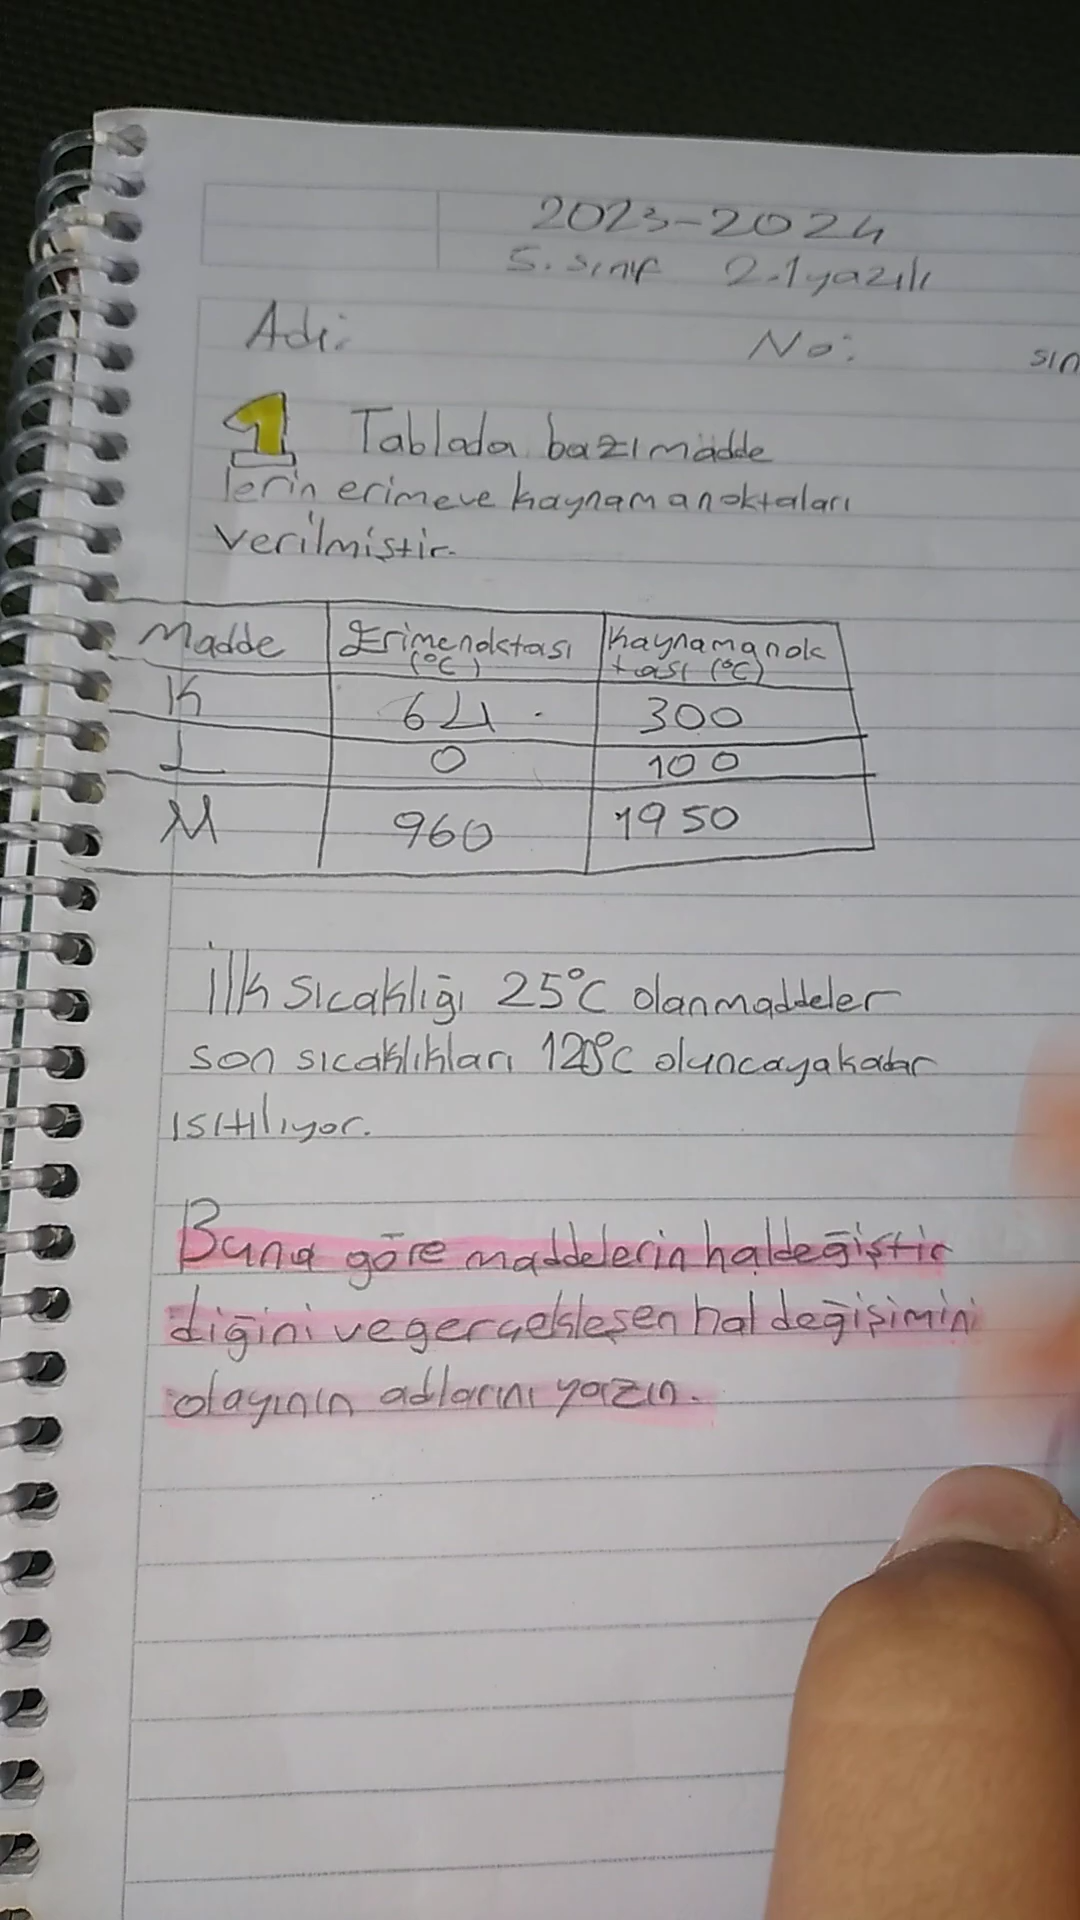 2023-2024
5. sınıf 2.1 yazılı
Adı: No: sın
1 Tablada bazı madde
lerin erime ve kaynama noktaları
verilmiştir.
Madde Erime noktası (°C) Kaynama nok tası (°C)
K 64 300
L 0 100
M 960 1950
İlk sıcaklığı 25°C olan maddeler
son sıcaklıkları 120°C oluncaya kadar
ısıtılıyor.
Buna göre maddelerin hal değiştir
diğini ve gerçekleşen hal değişimini
olayının adlarını yazın.